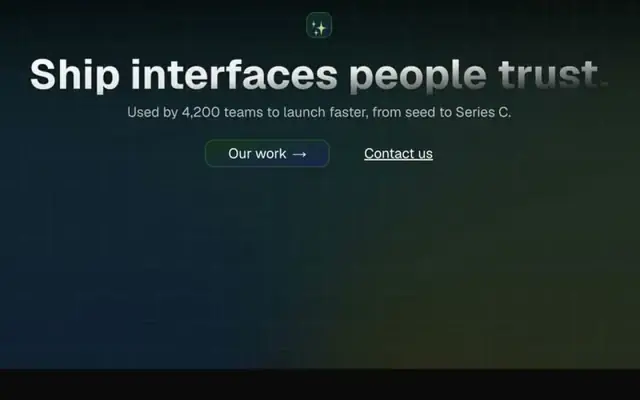 Ship interfaces people trust.
Used by 4,200 teams to launch faster, from seed to Series C.
Our work →
Contact us